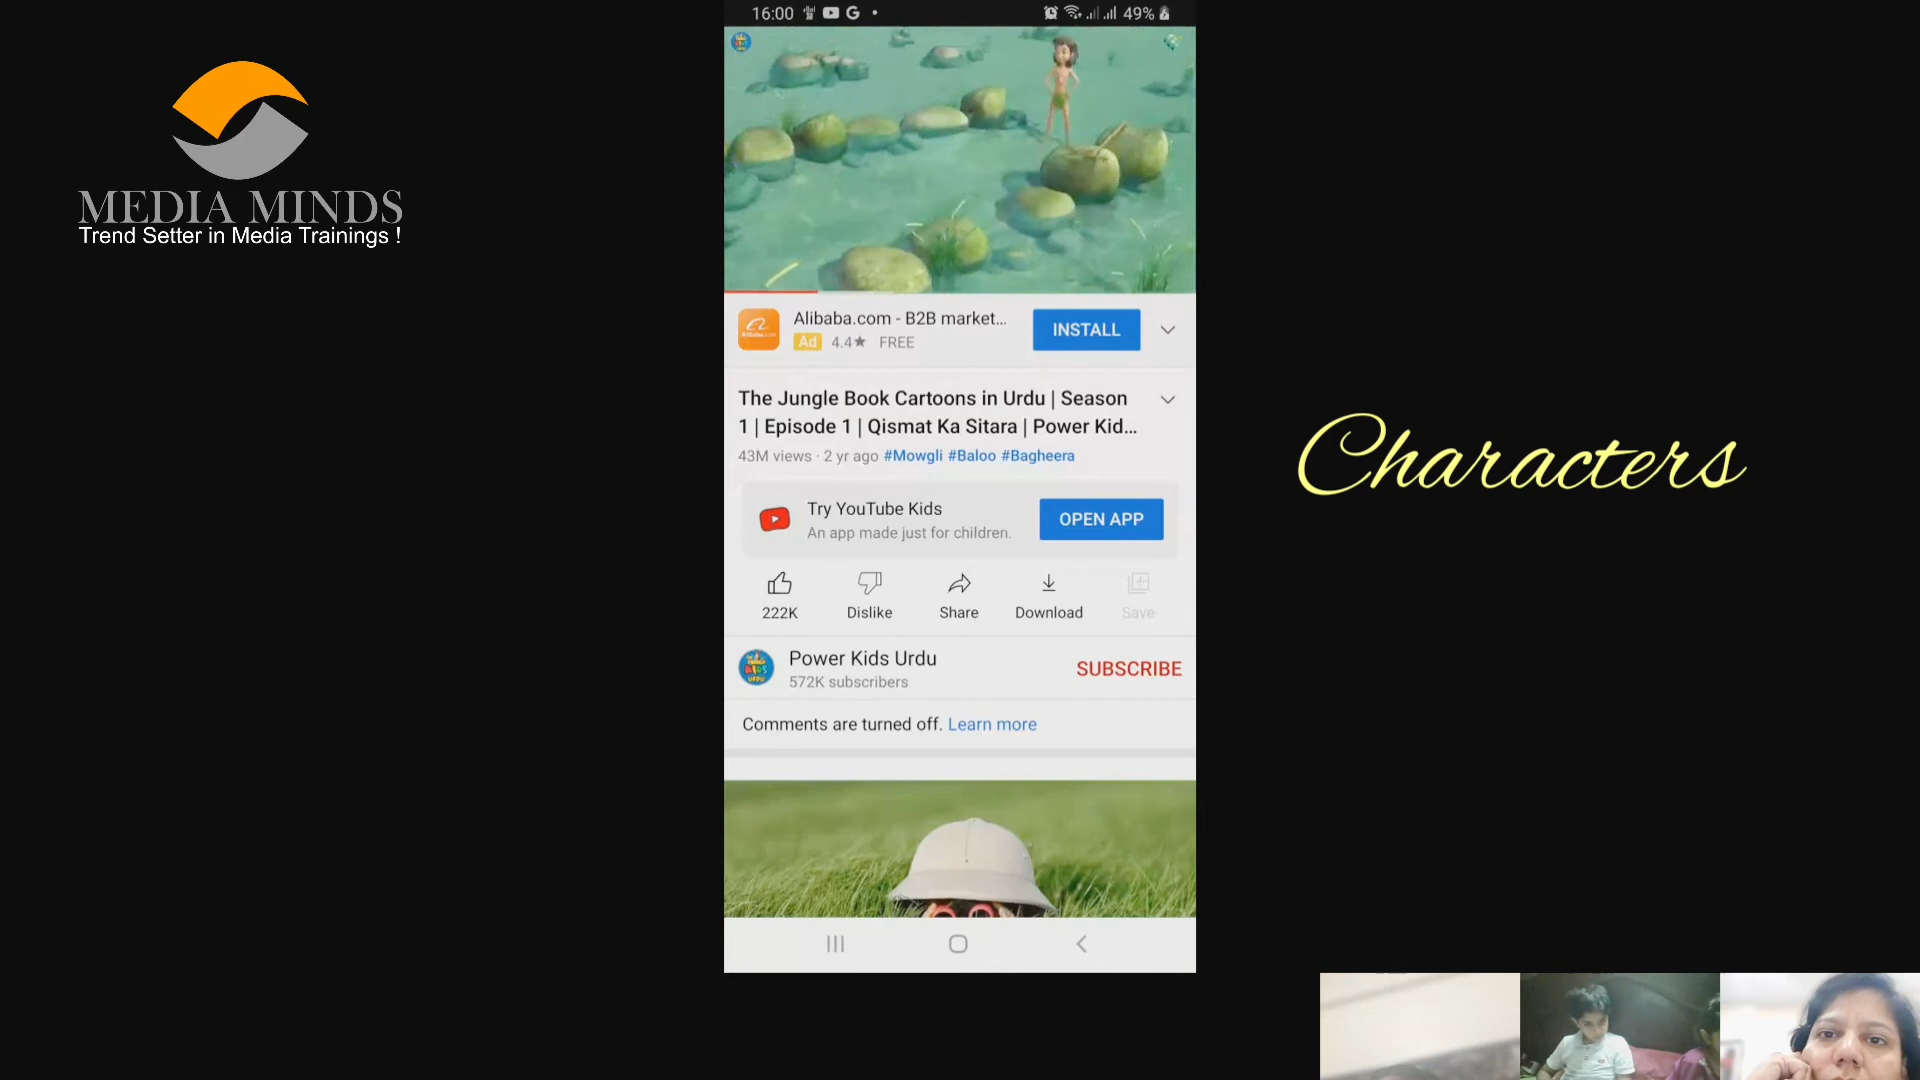 MEDIA MINDS
Trend Setter in Media Trainings !
16:00
49%
Alibaba.com - B2B market...
Ad 4.4★ FREE
INSTALL
The Jungle Book Cartoons in Urdu | Season
1 | Episode 1 | Qismat Ka Sitara | Power Kid...
43M views · 2 yr ago #Mowgli #Baloo #Bagheera
Try YouTube Kids
An app made just for children.
OPEN APP
222K Dislike Share Download Save
Power Kids Urdu
572K subscribers
SUBSCRIBE
Comments are turned off. Learn more
Characters